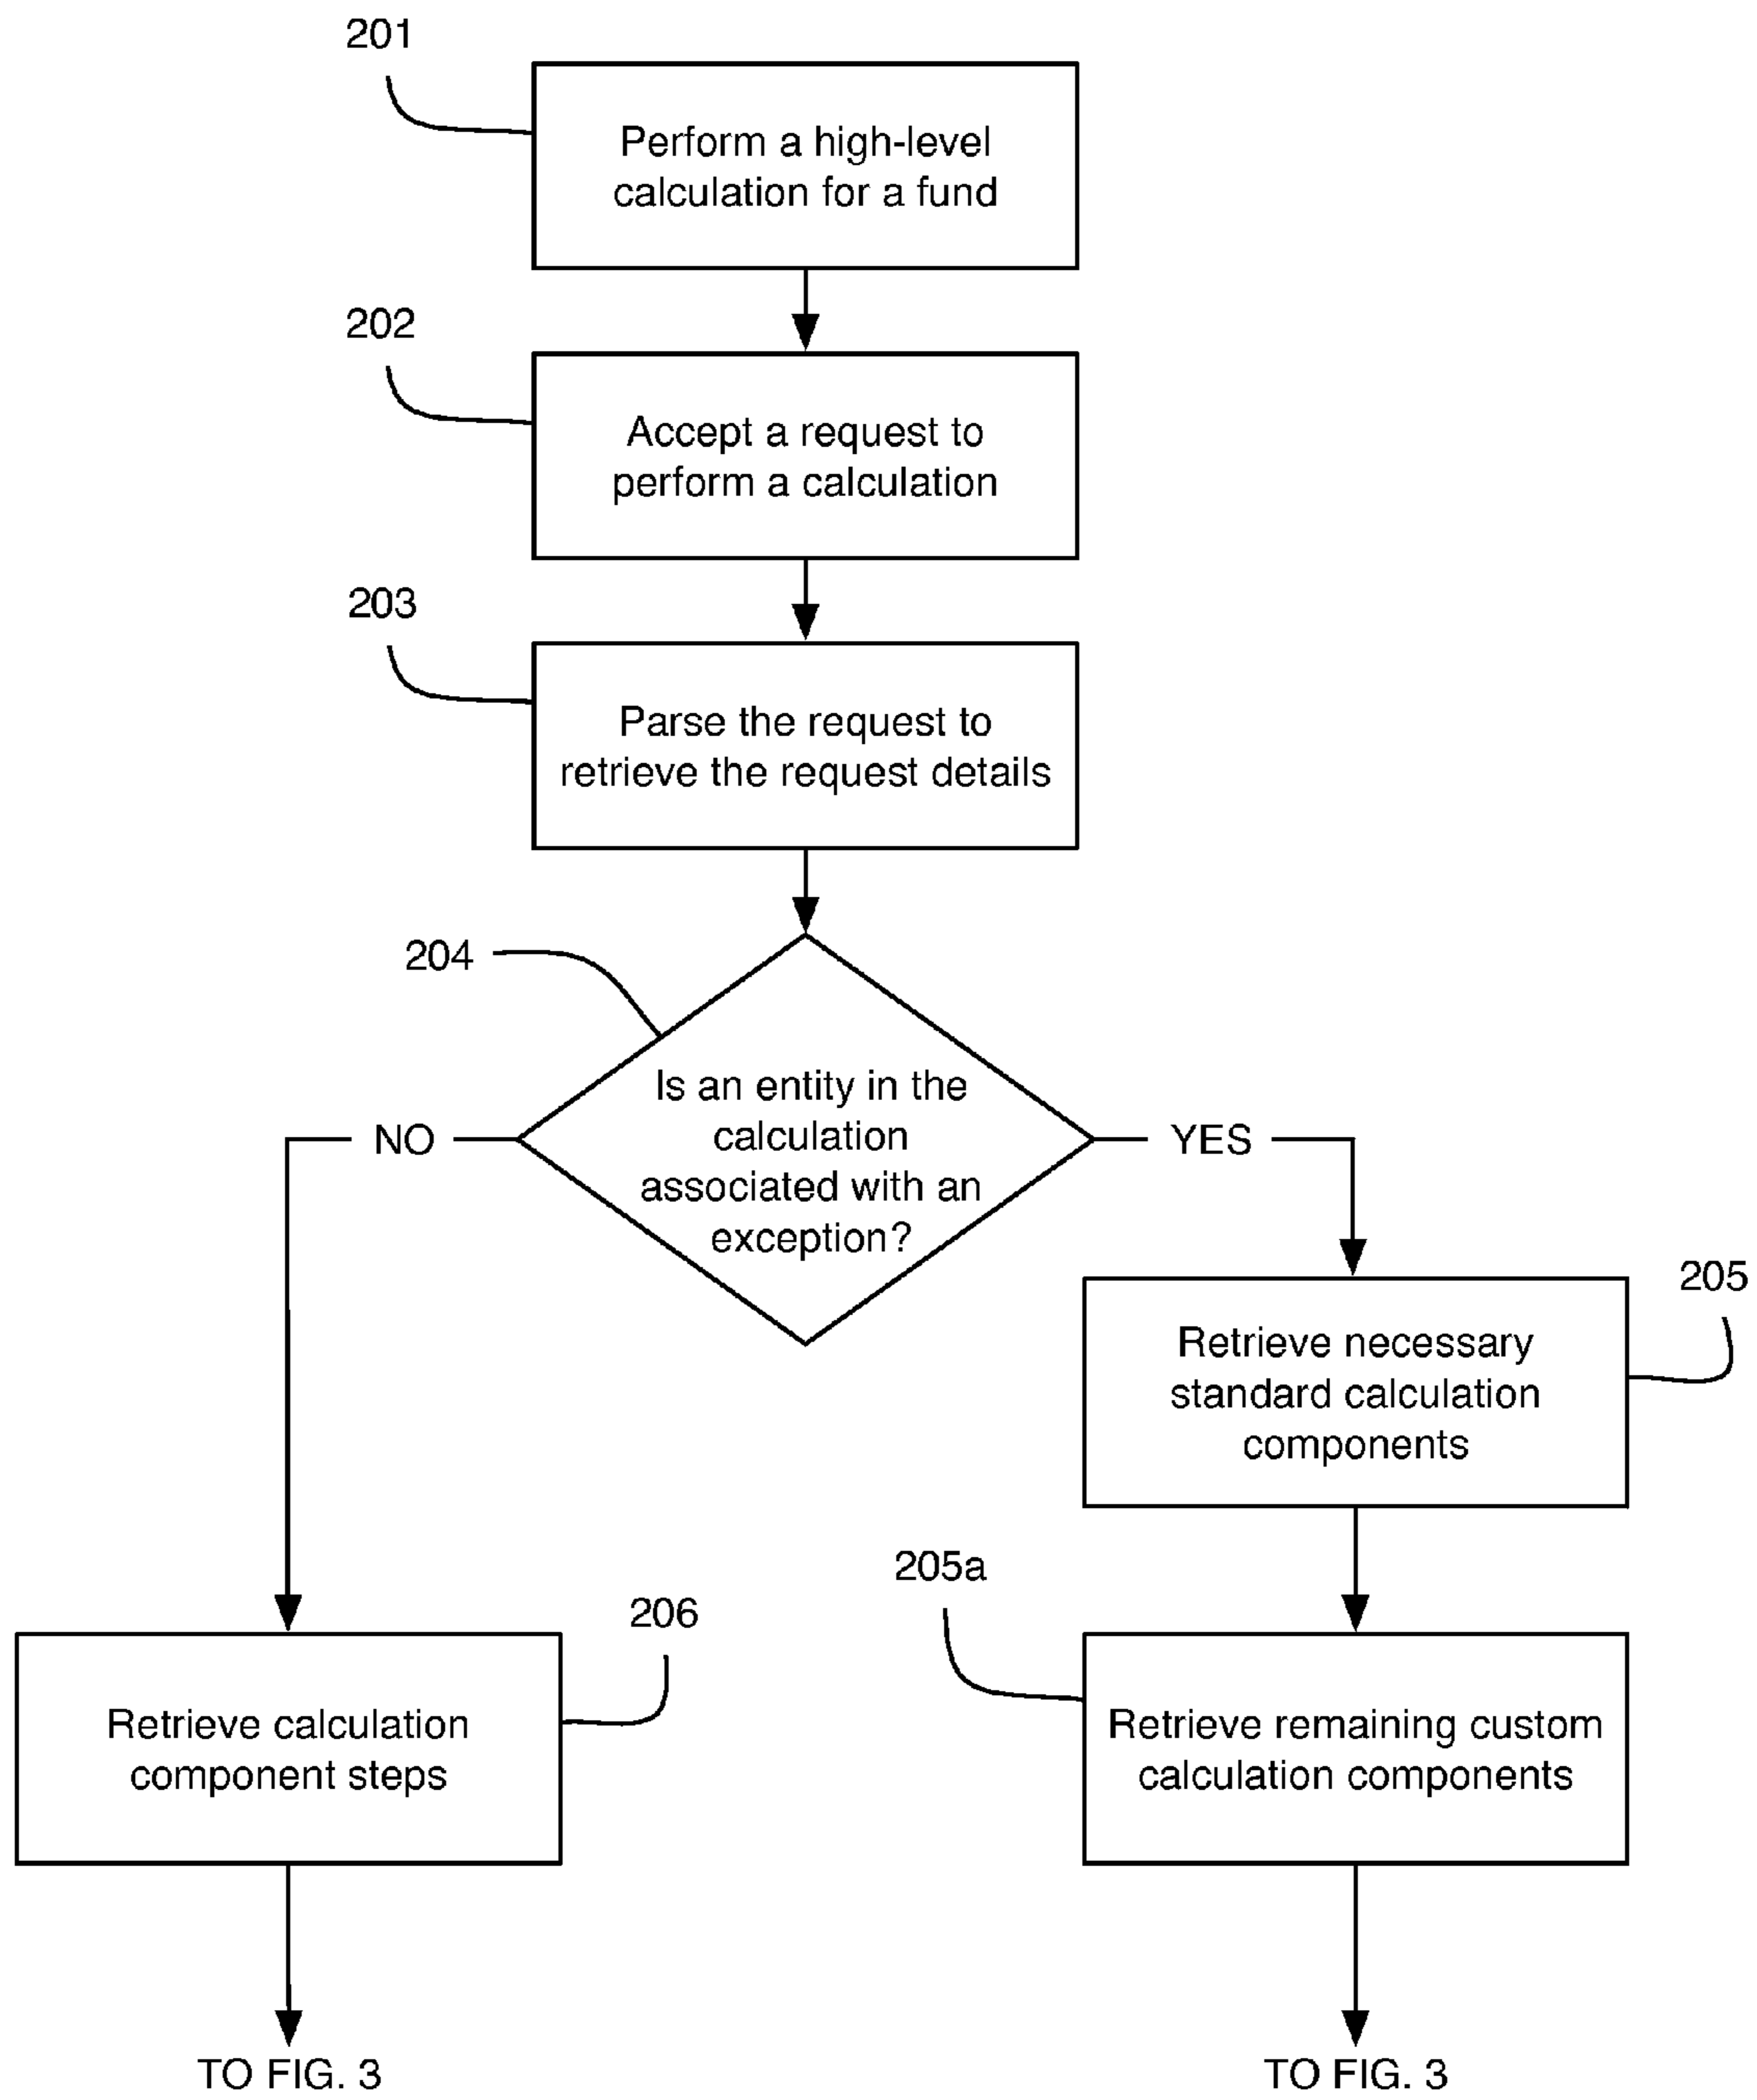 201
Perform a high-level
calculation for a fund
202
Accept a request to
perform a calculation
203
Parse the request to
retrieve the request details
204
Is an entity in the
calculation
associated with an
exception?
NO
YES
205
Retrieve necessary
standard calculation
components
205a
Retrieve remaining custom
calculation components
206
Retrieve calculation
component steps
TO FIG. 3
TO FIG. 3